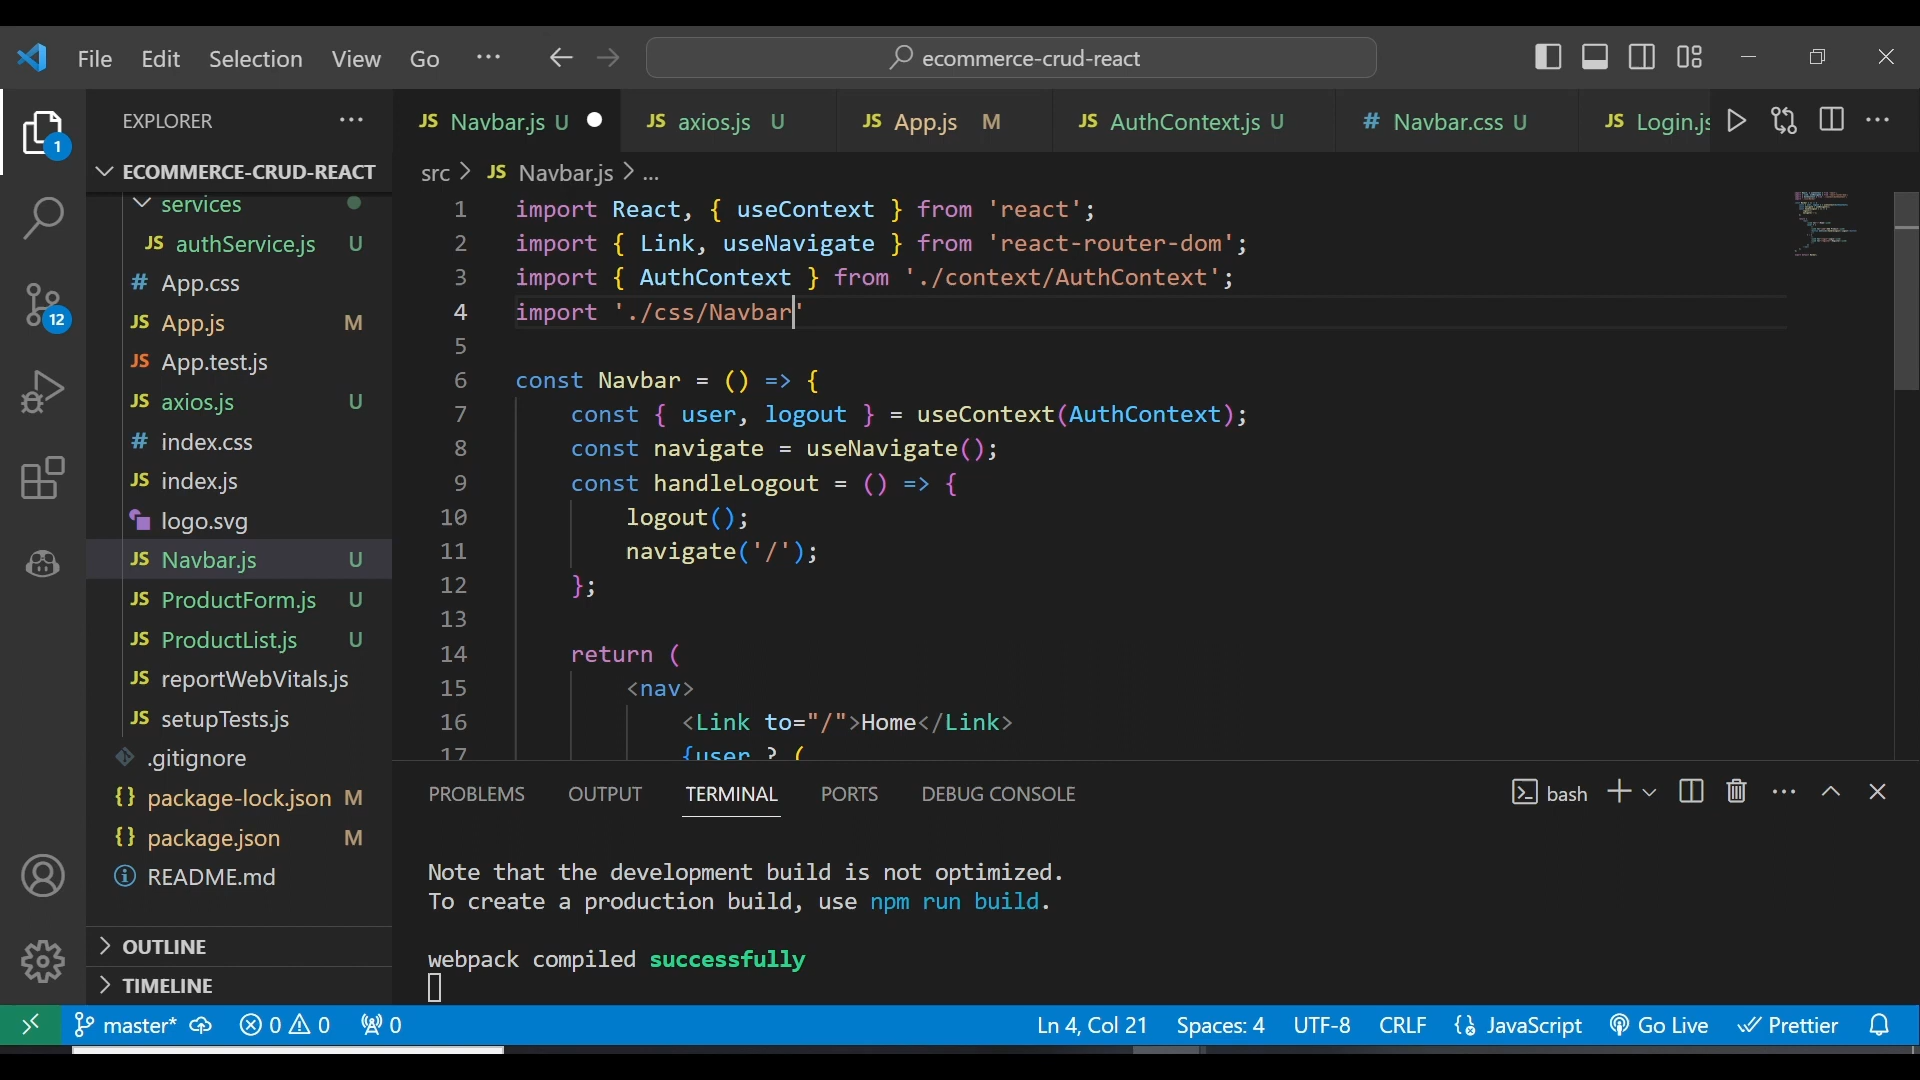 File Edit Selection View Go ···
ecommerce-crud-react
EXPLORER ···
ECOMMERCE-CRUD-REACT
services
JS authService.js U
# App.css
JS App.js M
JS App.test.js
JS axios.js U
# index.css
JS index.js
logo.svg
JS Navbar.js U
JS ProductForm.js U
JS ProductList.js U
JS reportWebVitals.js
JS setupTests.js
.gitignore
{} package-lock.json M
{} package.json M
README.md
OUTLINE
TIMELINE
1
12
JS Navbar.js U
JS axios.js U
JS App.js M
JS AuthContext.js U
# Navbar.css U
JS Login.js
src > JS Navbar.js > ...
1 import React, { useContext } from 'react';
2 import { Link, useNavigate } from 'react-router-dom';
3 import { AuthContext } from './context/AuthContext';
4 import './css/Navbar'
5
6 const Navbar = () => {
7 const { user, logout } = useContext(AuthContext);
8 const navigate = useNavigate();
9 const handleLogout = () => {
10 logout();
11 navigate('/');
12 };
13
14 return (
15 <nav>
16 <Link to="/">Home</Link>
17 {user ? (
PROBLEMS OUTPUT TERMINAL PORTS DEBUG CONSOLE
bash
Note that the development build is not optimized.
To create a production build, use npm run build.
webpack compiled successfully
master* 0 0 0
Ln 4, Col 21 Spaces: 4 UTF-8 CRLF {} JavaScript Go Live Prettier